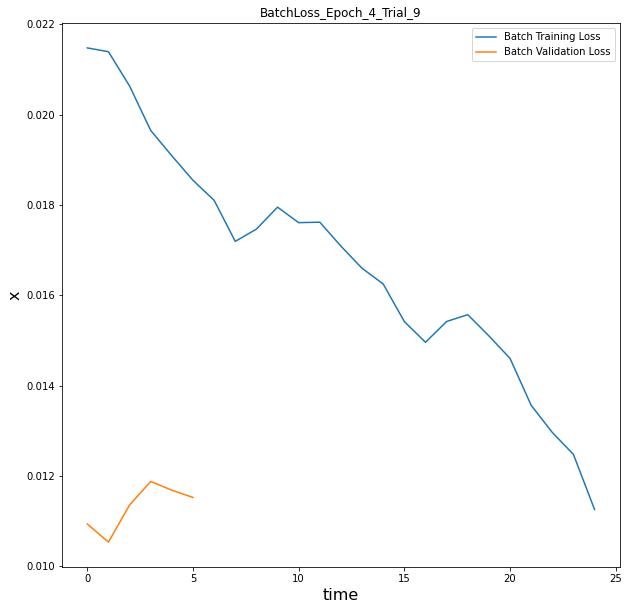 BatchLoss_Epoch_4_Trial_9
Batch Training Loss
Batch Validation Loss
x
0.022
0.020
0.018
0.016
0.014
0.012
0.010
0 5 10 15 20 25
time